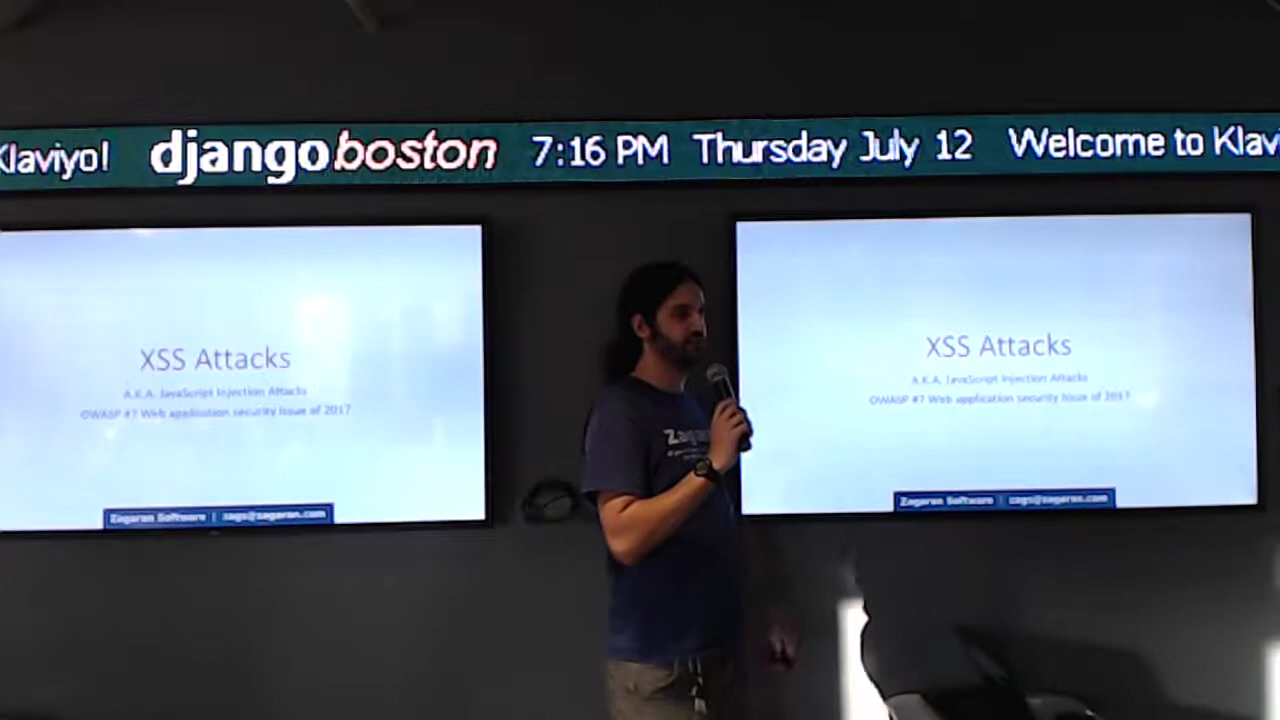 Klaviyo! djangoboston 7:16 PM Thursday July 12 Welcome to Klav
XSS Attacks
A.K.A. JavaScript Injection Attacks
OWASP #7 Web application security issue of 2017
Zagaran Software | zags@zagaran.com
XSS Attacks
A.K.A. JavaScript Injection Attacks
OWASP #7 Web application security issue of 2017
Zagaran Software | zags@zagaran.com